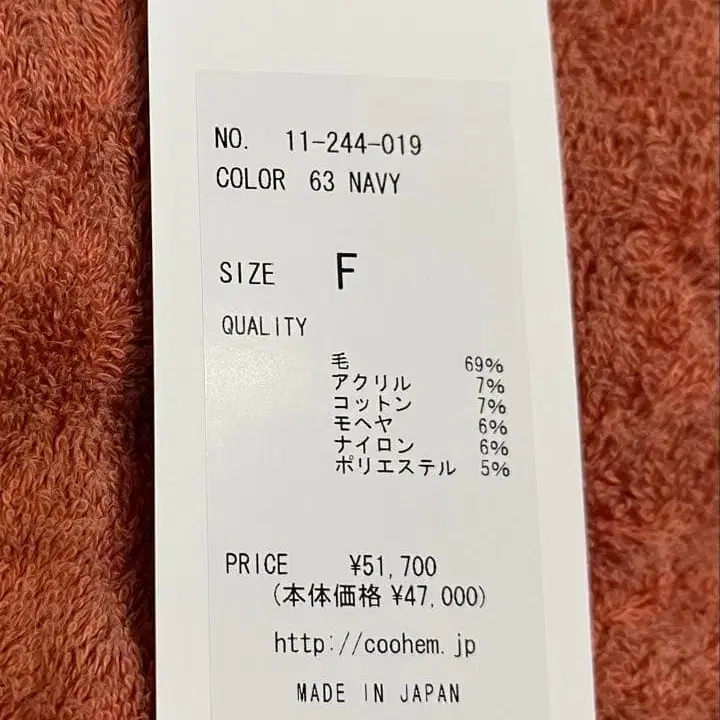 NO. 11-244-019
COLOR 63 NAVY
SIZE F
QUALITY
毛 69%
アクリル 7%
コットン 7%
モヘヤ 6%
ナイロン 6%
ポリエステル 5%
PRICE ¥51,700
(本体価格 ¥47,000)
http://coohem.jp
MADE IN JAPAN